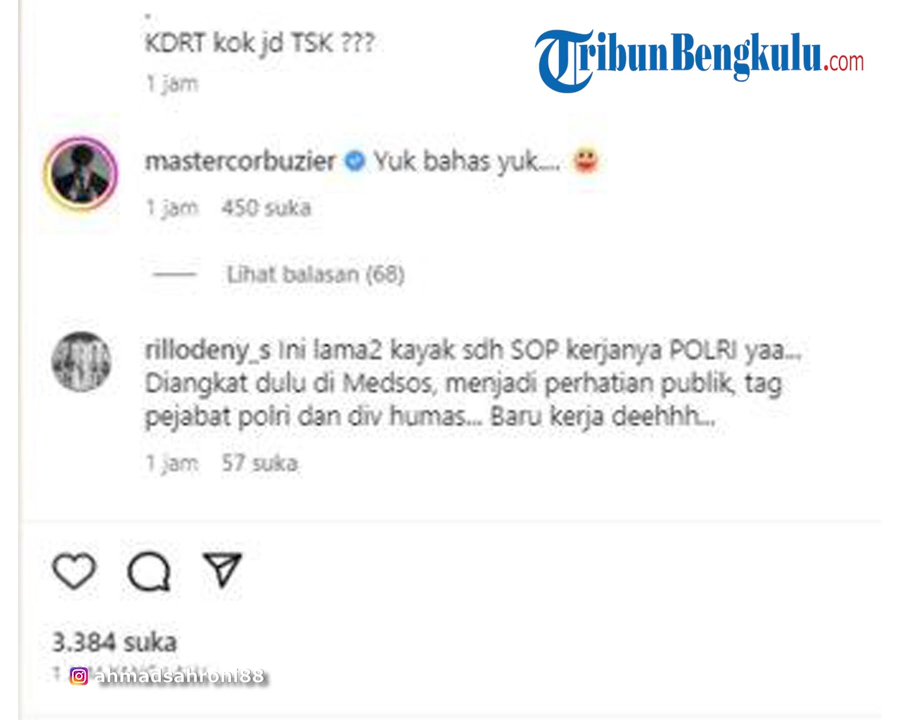 TribunBengkulu.com
KDRT kok jd TSK ???
1 jam
mastercorbuzier Yuk bahas yuk....
1 jam 450 suka
Lihat balasan (68)
rillodeny_s Ini lama2 kayak sdh SOP kerjanya POLRI yaa...
Diangkat dulu di Medsos, menjadi perhatian publik, tag
pejabat polri dan div humas... Baru kerja deehhh...
1 jam 57 suka
3.384 suka
ahmadsahroni88